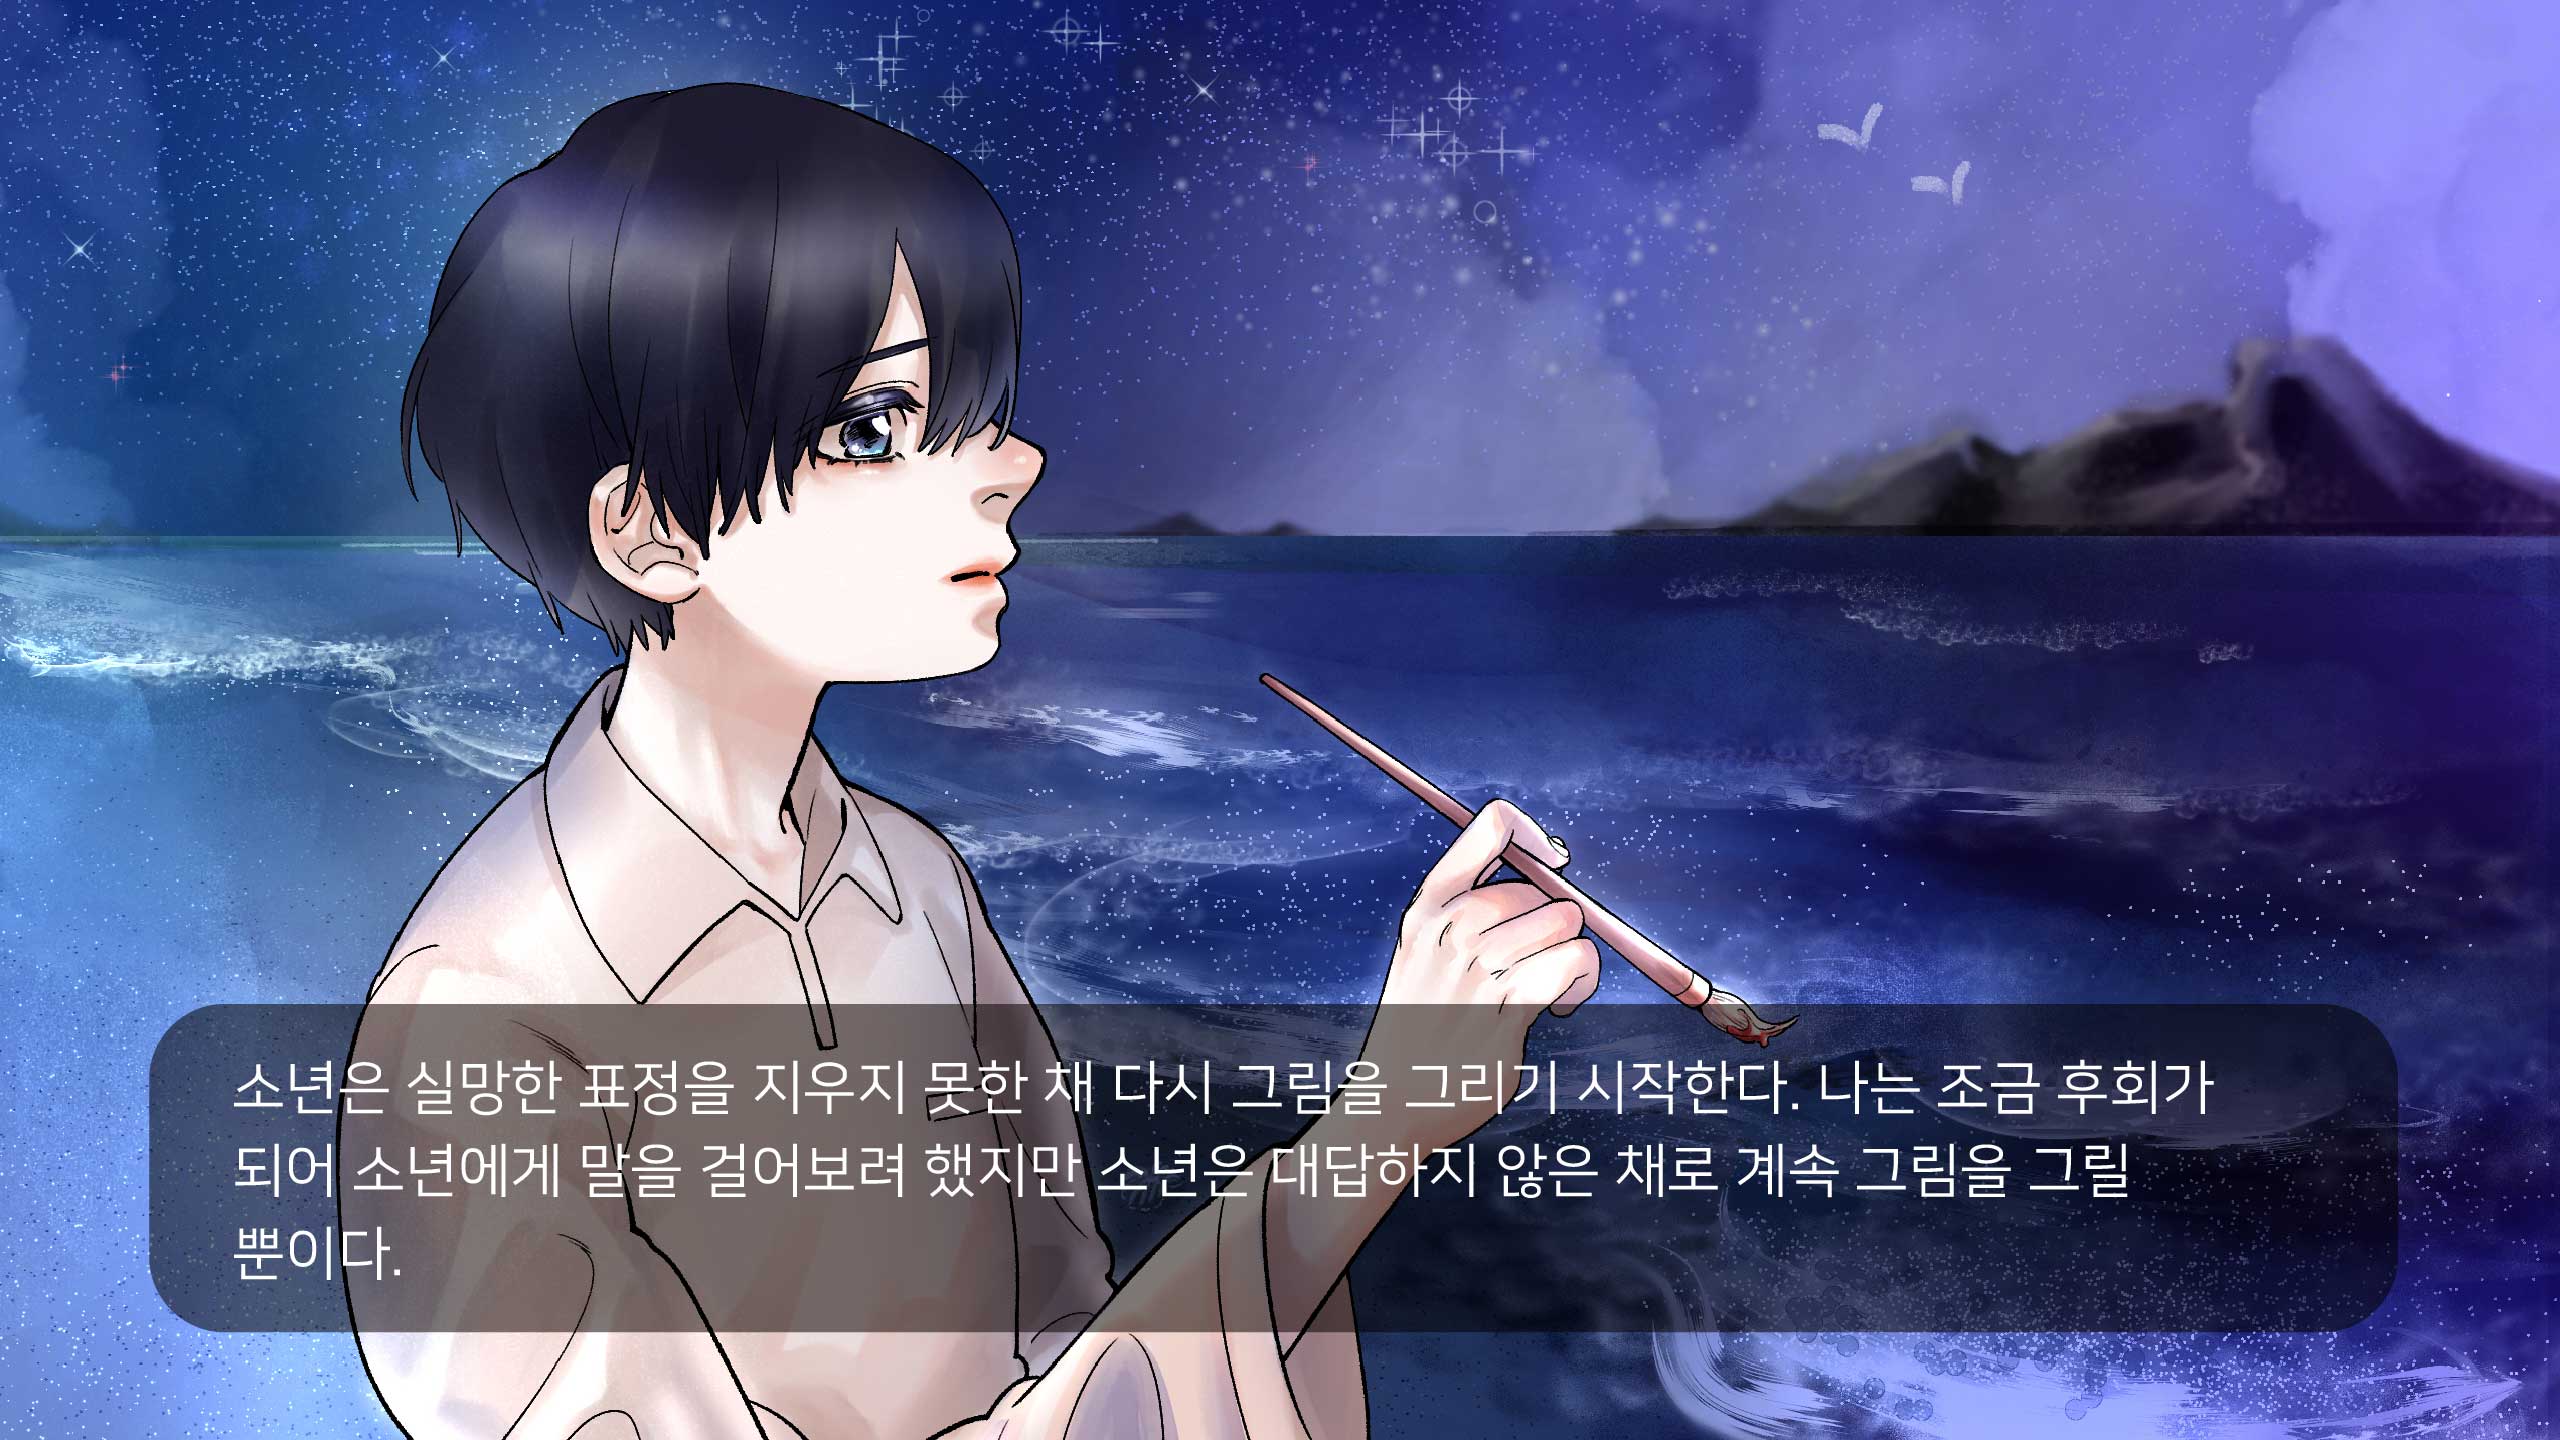 소년은 실망한 표정을 지우지 못한 채 다시 그림을 그리기 시작한다. 나는 조금 후회가
되어 소년에게 말을 걸어보려 했지만 소년은 대답하지 않은 채로 계속 그림을 그릴
뿐이다.